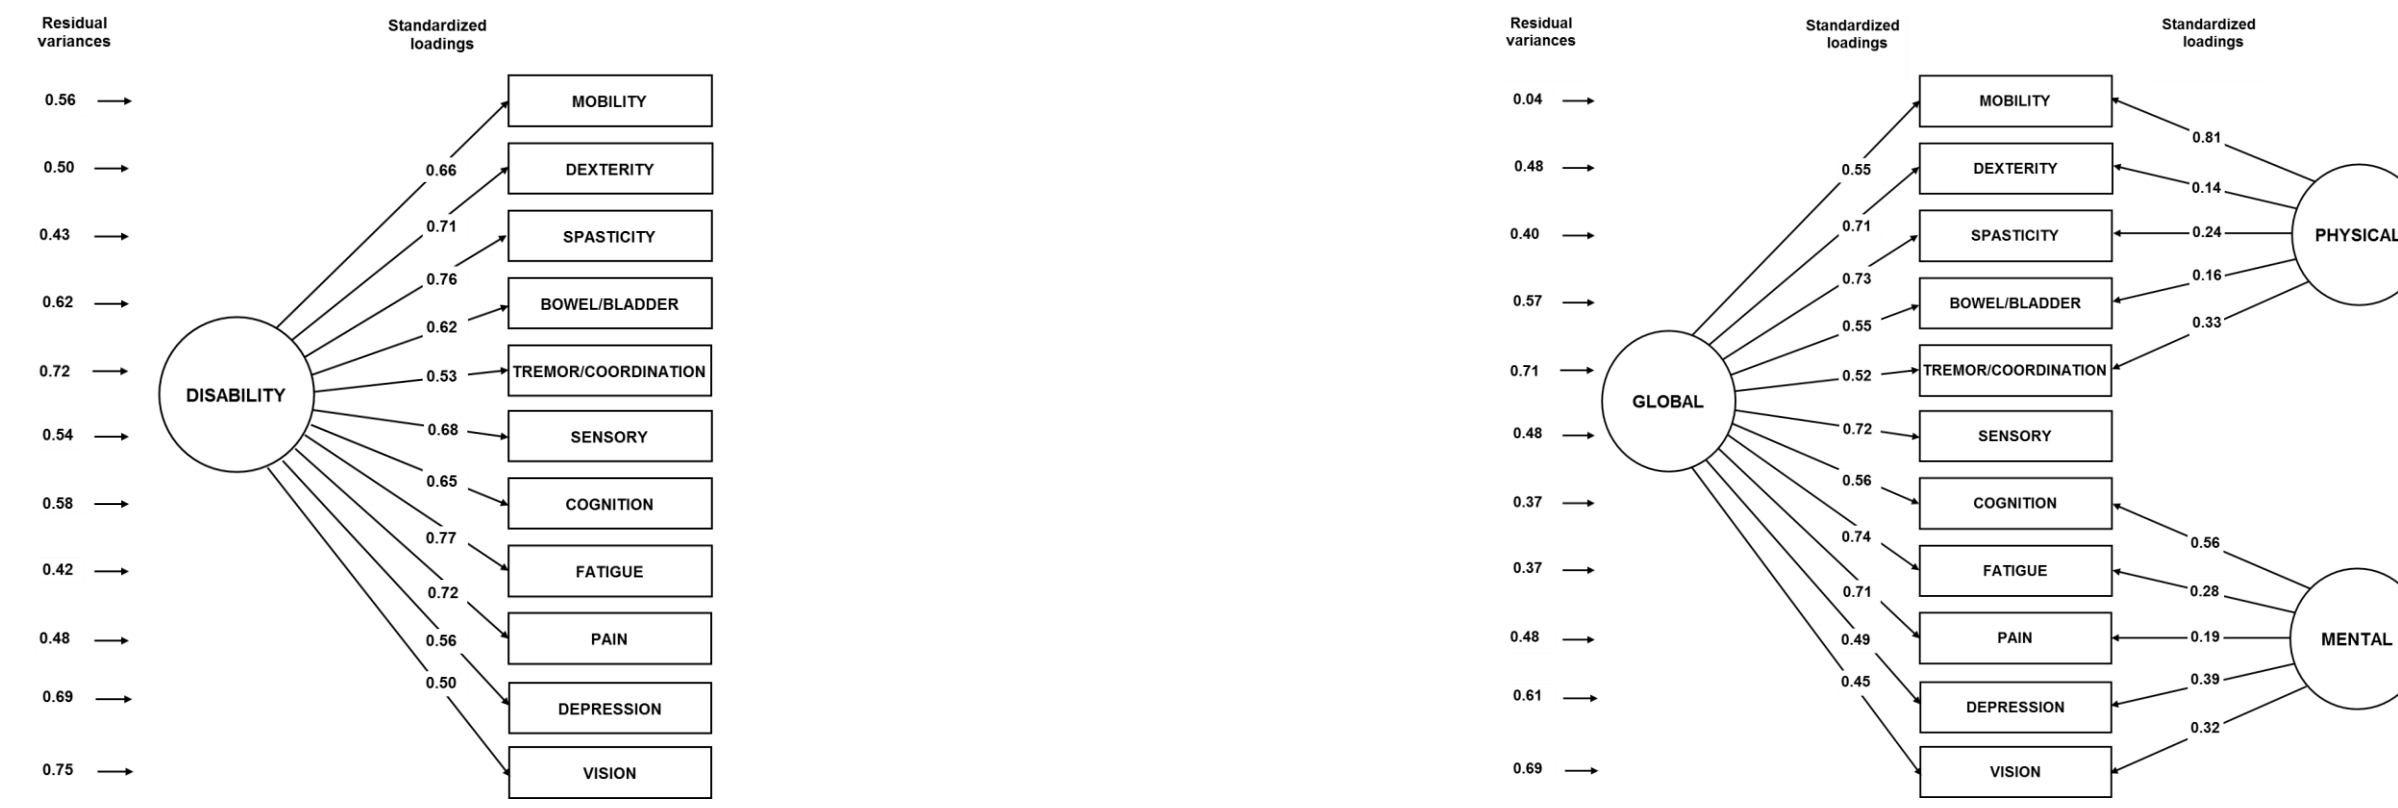 Residual
variances
Standardized
loadings
0.56
0.50
0.43
0.62
0.72
0.54
0.58
0.42
0.48
0.69
0.75
DISABILITY
0.66
0.71
0.76
0.62
0.53
0.68
0.65
0.77
0.72
0.56
0.50
MOBILITY
DEXTERITY
SPASTICITY
BOWEL/BLADDER
TREMOR/COORDINATION
SENSORY
COGNITION
FATIGUE
PAIN
DEPRESSION
VISION
Residual
variances
Standardized
loadings
Standardized
loadings
0.04
0.48
0.40
0.57
0.71
0.48
0.37
0.37
0.48
0.61
0.69
GLOBAL
0.55
0.71
0.73
0.55
0.52
0.72
0.56
0.74
0.71
0.49
0.45
MOBILITY
DEXTERITY
SPASTICITY
BOWEL/BLADDER
TREMOR/COORDINATION
SENSORY
COGNITION
FATIGUE
PAIN
DEPRESSION
VISION
0.81
0.14
0.24
0.16
0.33
PHYSICAL
0.56
0.28
0.19
0.39
0.32
MENTAL